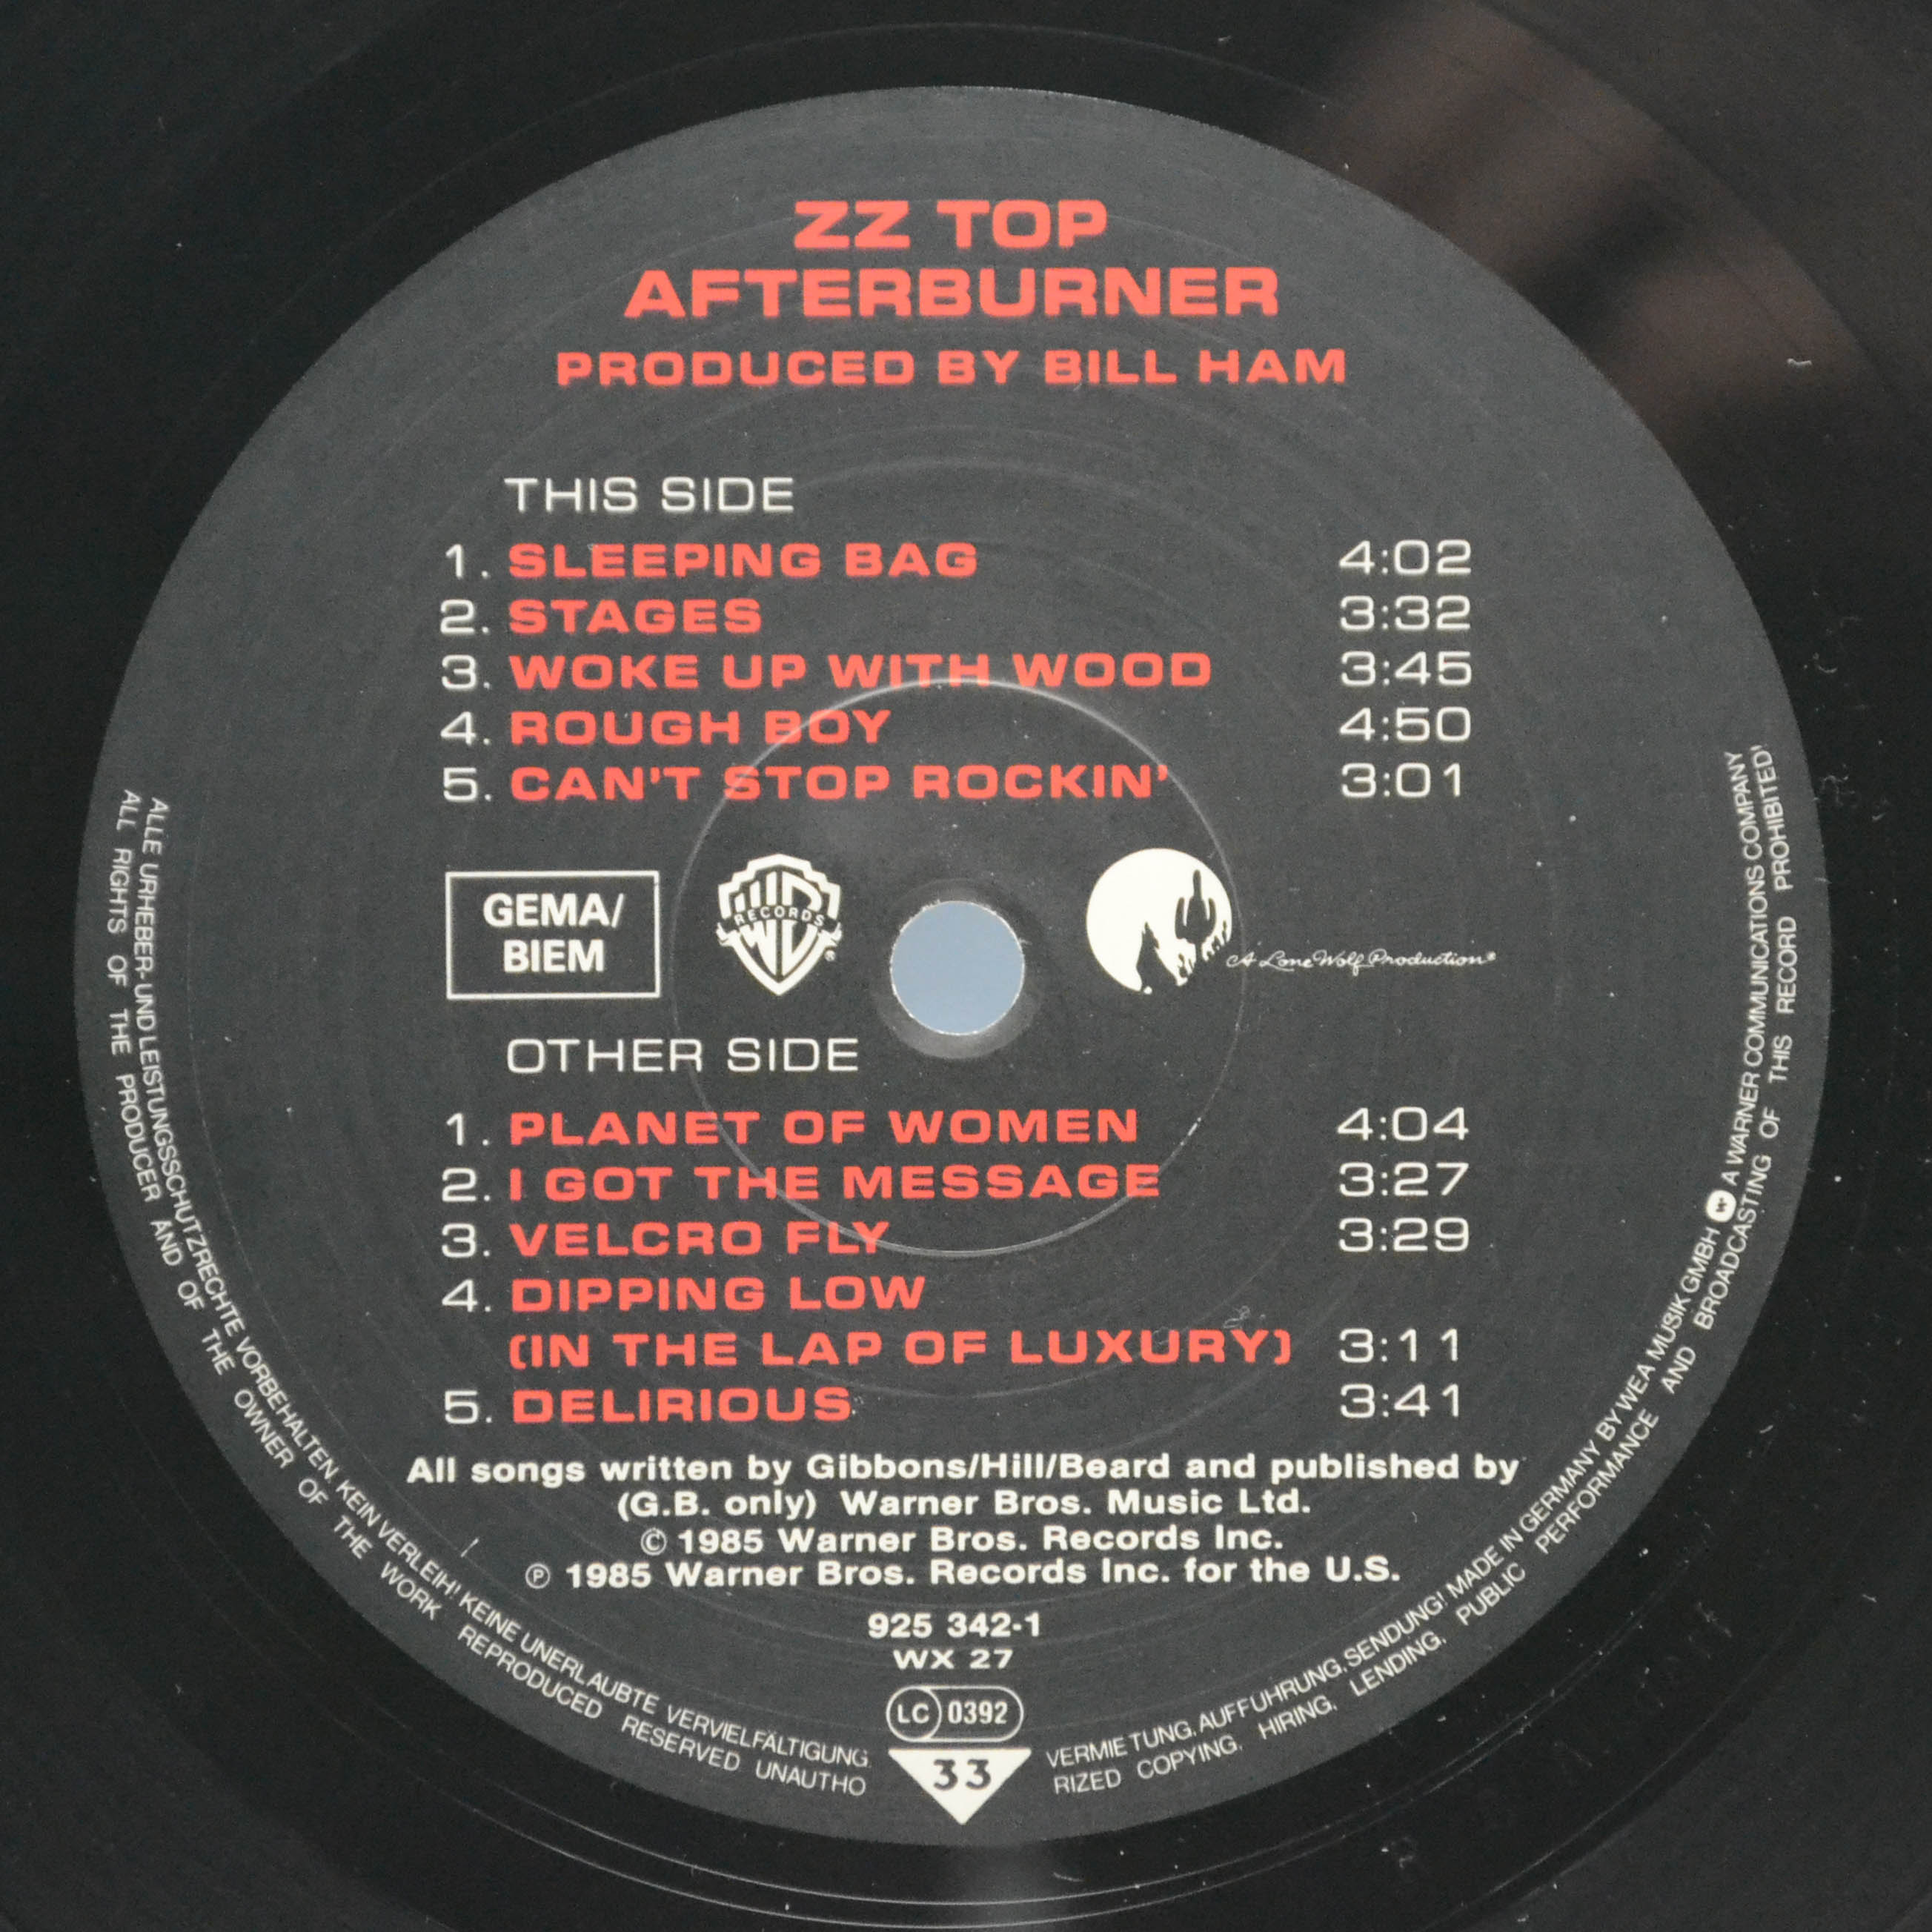 ZZ TOP
AFTERBURNER
PRODUCED BY BILL HAM
THIS SIDE
1. SLEEPING BAG 4:02
2. STAGES 3:32
3. WOKE UP WITH WOOD 3:45
4. ROUGH BOY 4:50
5. CAN'T STOP ROCKIN' 3:01
GEMA/
BIEM
RECORDS
A Lone Wolf Production®
OTHER SIDE
1. PLANET OF WOMEN 4:04
2. I GOT THE MESSAGE 3:27
3. VELCRO FLY 3:29
4. DIPPING LOW
(IN THE LAP OF LUXURY) 3:11
5. DELIRIOUS 3:41
All songs written by Gibbons/Hill/Beard and published by
(G.B. only) Warner Bros. Music Ltd.
© 1985 Warner Bros. Records Inc.
℗ 1985 Warner Bros. Records Inc. for the U.S.
925 342-1
WX 27
LC 0392
33
ALLE URHEBER- UND LEISTUNGSSCHUTZRECHTE VORBEHALTEN KEIN VERLEIH! KEINE UNERLAUBTE VERVIELFÄLTIGUNG, VERMIETUNG, AUFFÜHRUNG, SENDUNG! MADE IN GERMANY BY WEA MUSIK GMBH W A WARNER COMMUNICATIONS COMPANY
ALL RIGHTS OF THE PRODUCER AND OF THE OWNER OF THE WORK REPRODUCED RESERVED UNAUTHORIZED COPYING, HIRING, LENDING, PUBLIC PERFORMANCE AND BROADCASTING OF THIS RECORD PROHIBITED!